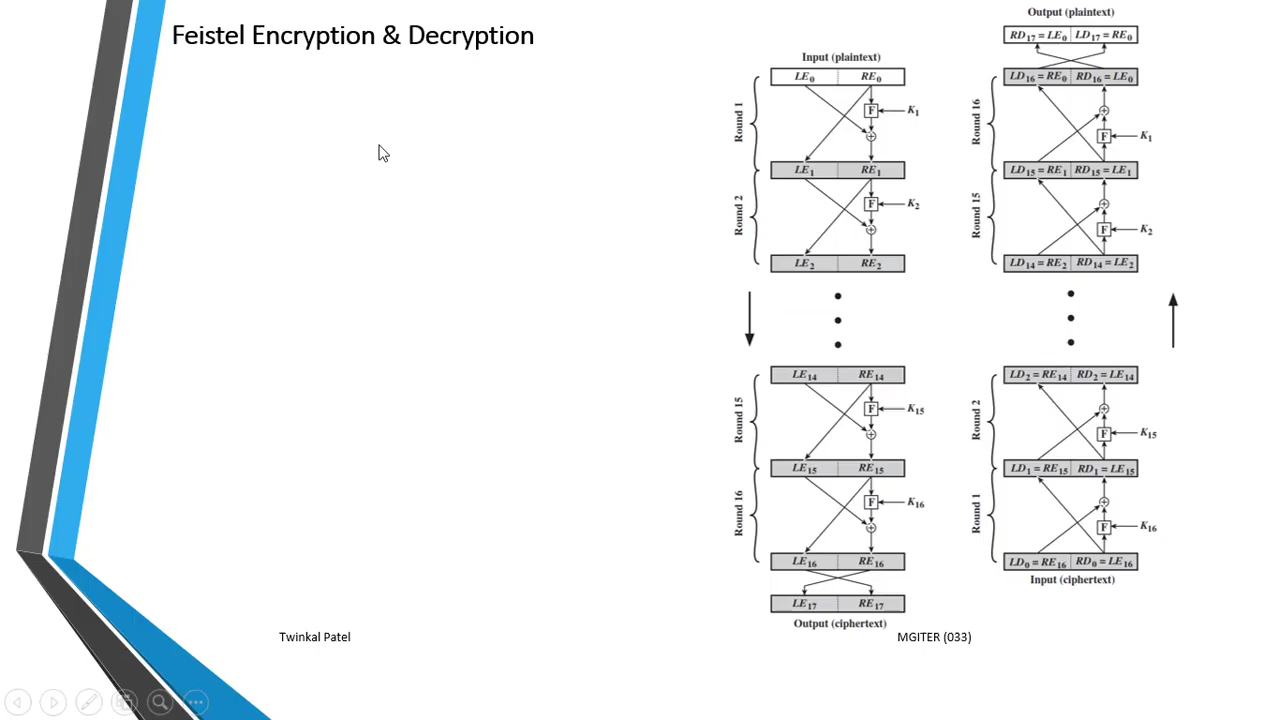 Feistel Encryption & Decryption
Input (plaintext)
LE0 RE0
F K1
Round 1
LE1 RE1
F K2
Round 2
LE2 RE2
LE14 RE14
F K15
Round 15
LE15 RE15
F K16
Round 16
LE16 RE16
LE17 RE17
Output (ciphertext)
Output (plaintext)
RD17 = LE0 LD17 = RE0
LD16 = RE0 RD16 = LE0
Round 16
F K1
LD15 = RE1 RD15 = LE1
Round 15
F K2
LD14 = RE2 RD14 = LE2
LD2 = RE14 RD2 = LE14
Round 2
F K15
LD1 = RE15 RD1 = LE15
Round 1
F K16
LD0 = RE16 RD0 = LE16
Input (ciphertext)
Twinkal Patel
MGITER (033)